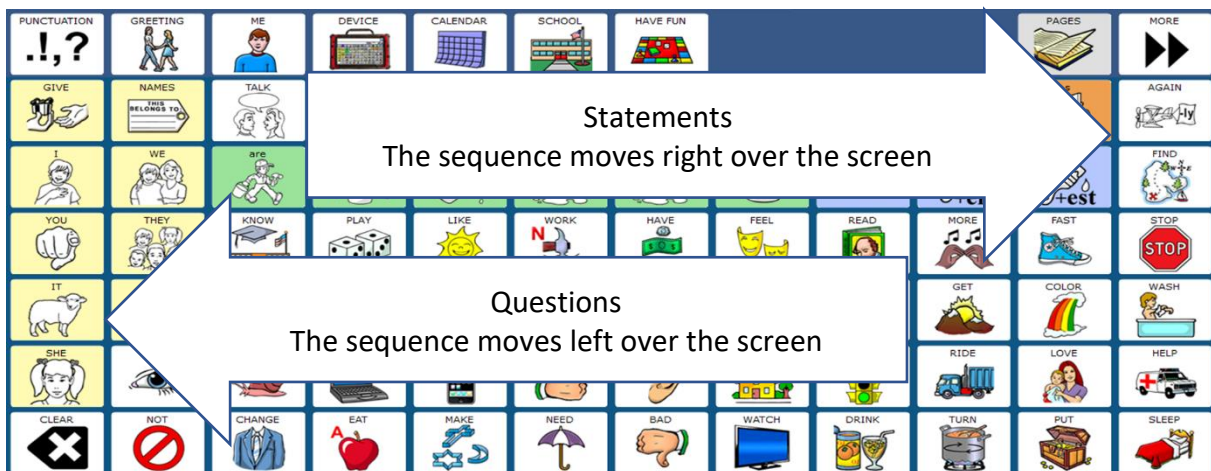 PUNCTUATION GREETING ME DEVICE CALENDAR SCHOOL HAVE FUN PAGES MORE
.!,?
GIVE NAMES TALK AGAIN
THIS
BELONGS TO
-ly
Statements
The sequence moves right over the screen
I WE are FIND
+est
YOU THEY KNOW PLAY LIKE WORK HAVE FEEL READ MORE FAST STOP
N
STOP
IT GET COLOR WASH
Questions
The sequence moves left over the screen
SHE RIDE LOVE HELP
CLEAR NOT CHANGE EAT MAKE NEED BAD WATCH DRINK TURN PUT SLEEP
A